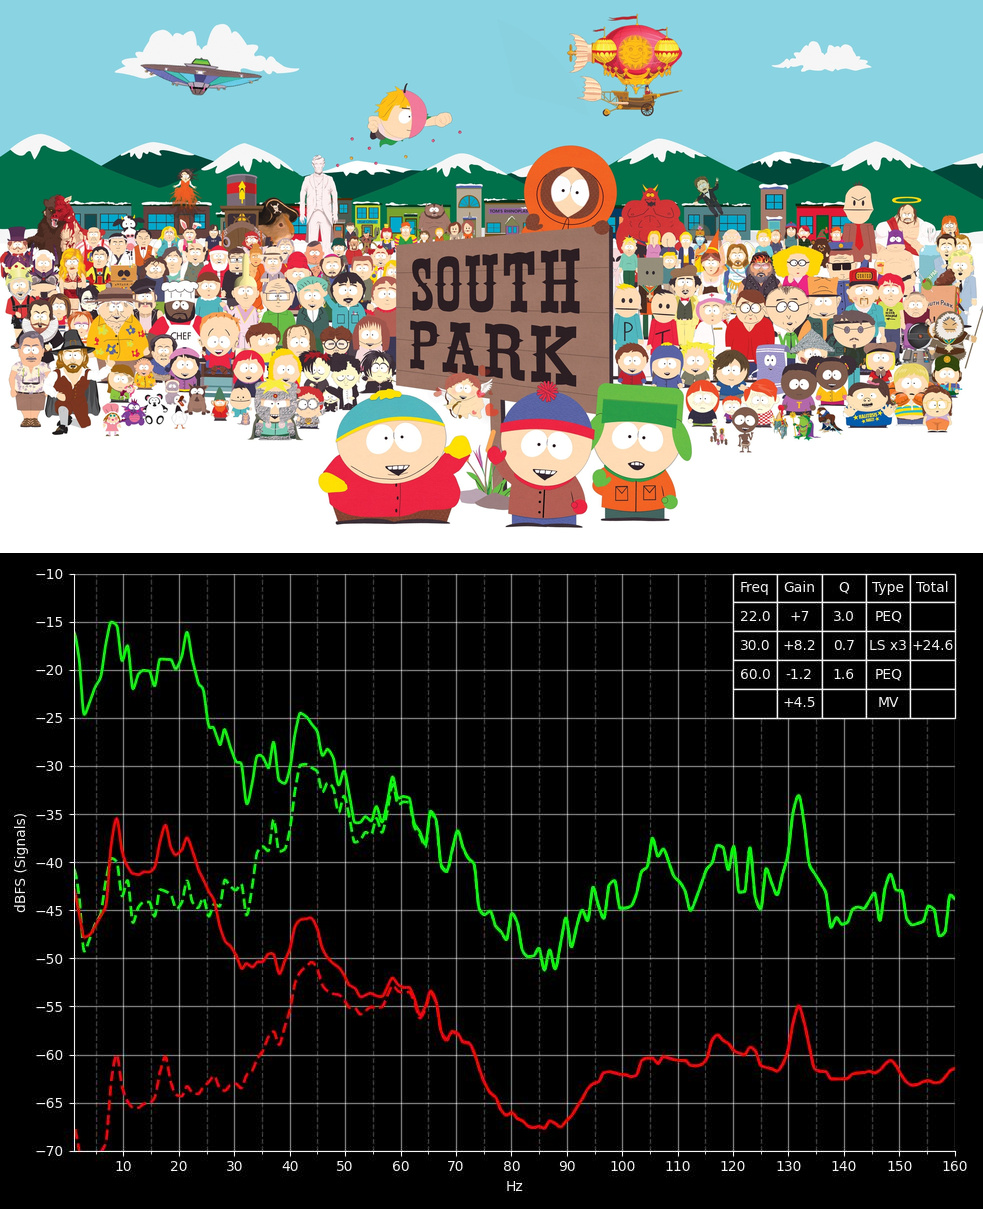 TOM'S RHINOPLASTY
SOUTH
PARK
CHEF
P
T
dBFS (Signals)
−10
−15
−20
−25
−30
−35
−40
−45
−50
−55
−60
−65
−70
Freq Gain Q Type Total
22.0 +7 3.0 PEQ
30.0 +8.2 0.7 LS x3 +24.6
60.0 -1.2 1.6 PEQ
+4.5 MV
10 20 30 40 50 60 70 80 90 100 110 120 130 140 150 160
Hz